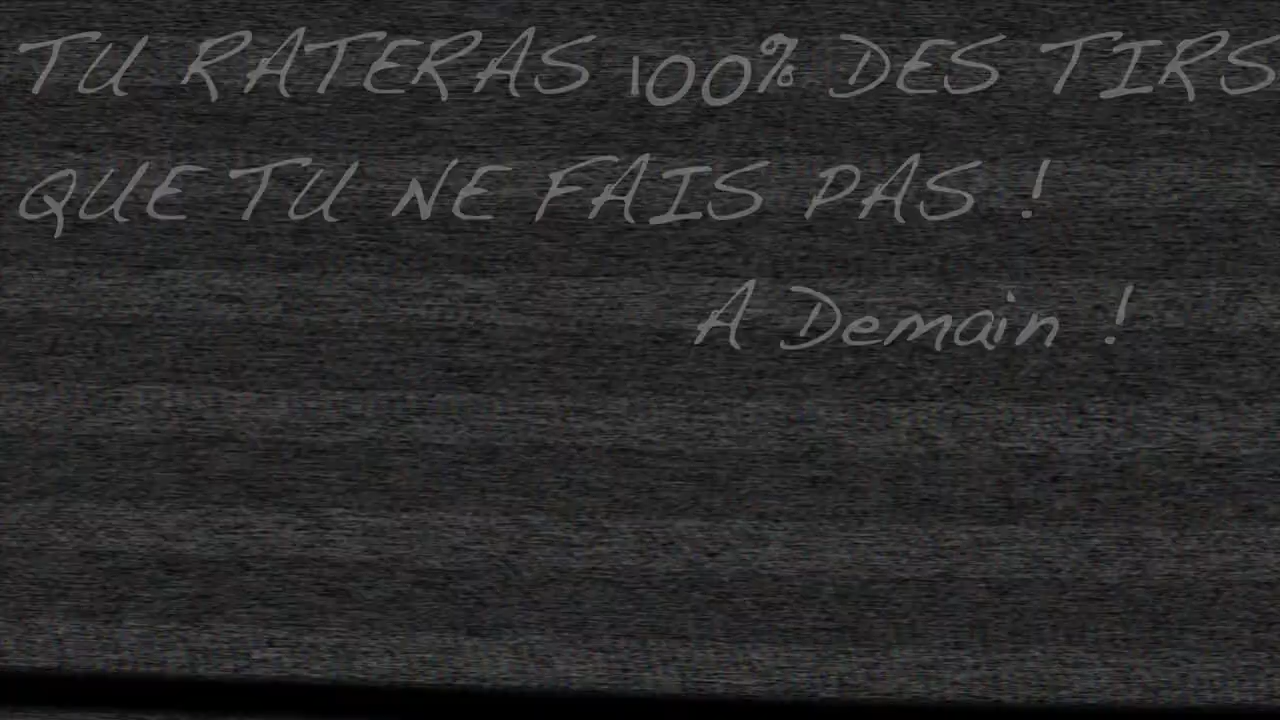 TU RATERAS 100% DES TIRS
QUE TU NE FAIS PAS !
A Demain !